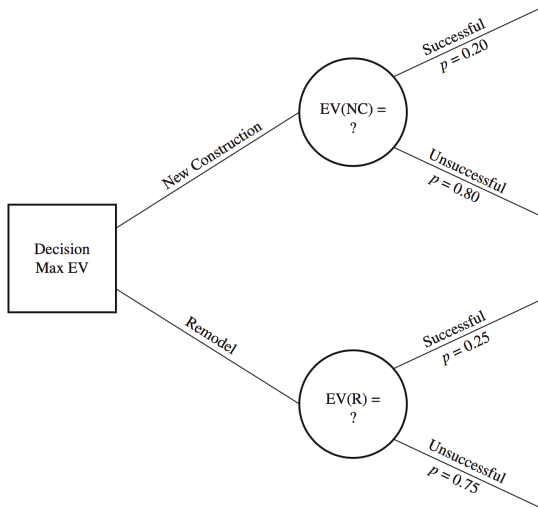 Successful
p = 0.20
EV(NC) =
?
New Construction
Unsuccessful
p = 0.80
Decision
Max EV
Remodel
Successful
p = 0.25
EV(R) =
?
Unsuccessful
p = 0.75